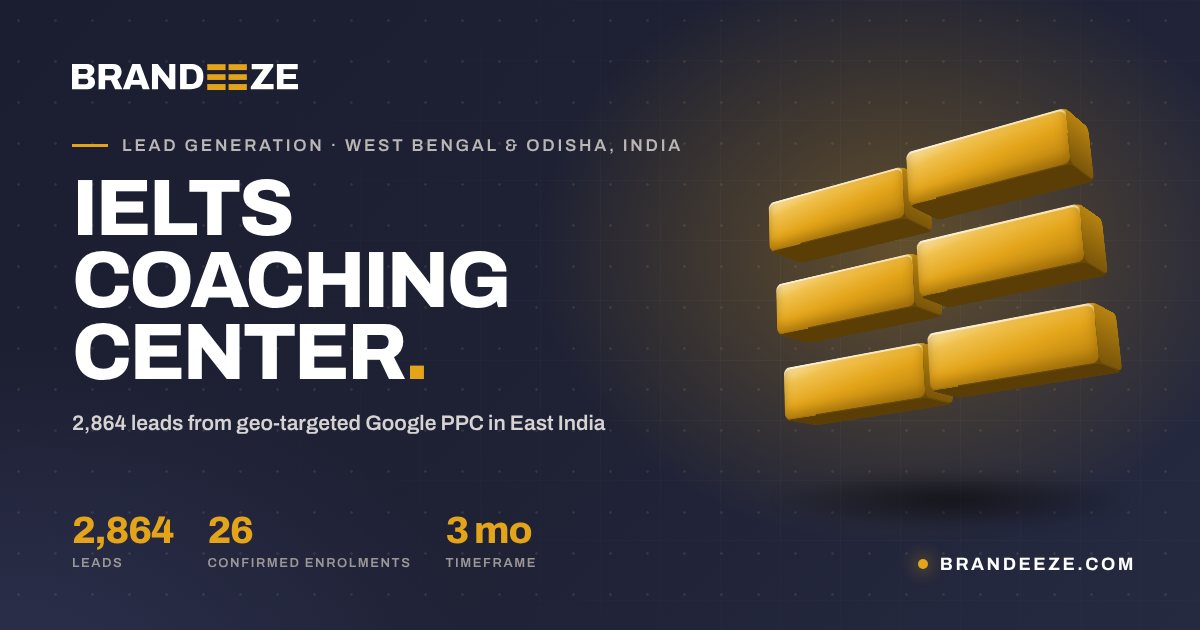 BRANDEEZE
LEAD GENERATION · WEST BENGAL & ODISHA, INDIA
IELTS
COACHING
CENTER.
2,864 leads from geo-targeted Google PPC in East India
2,864 26 3 mo
LEADS CONFIRMED ENROLMENTS TIMEFRAME
BRANDEEZE.COM